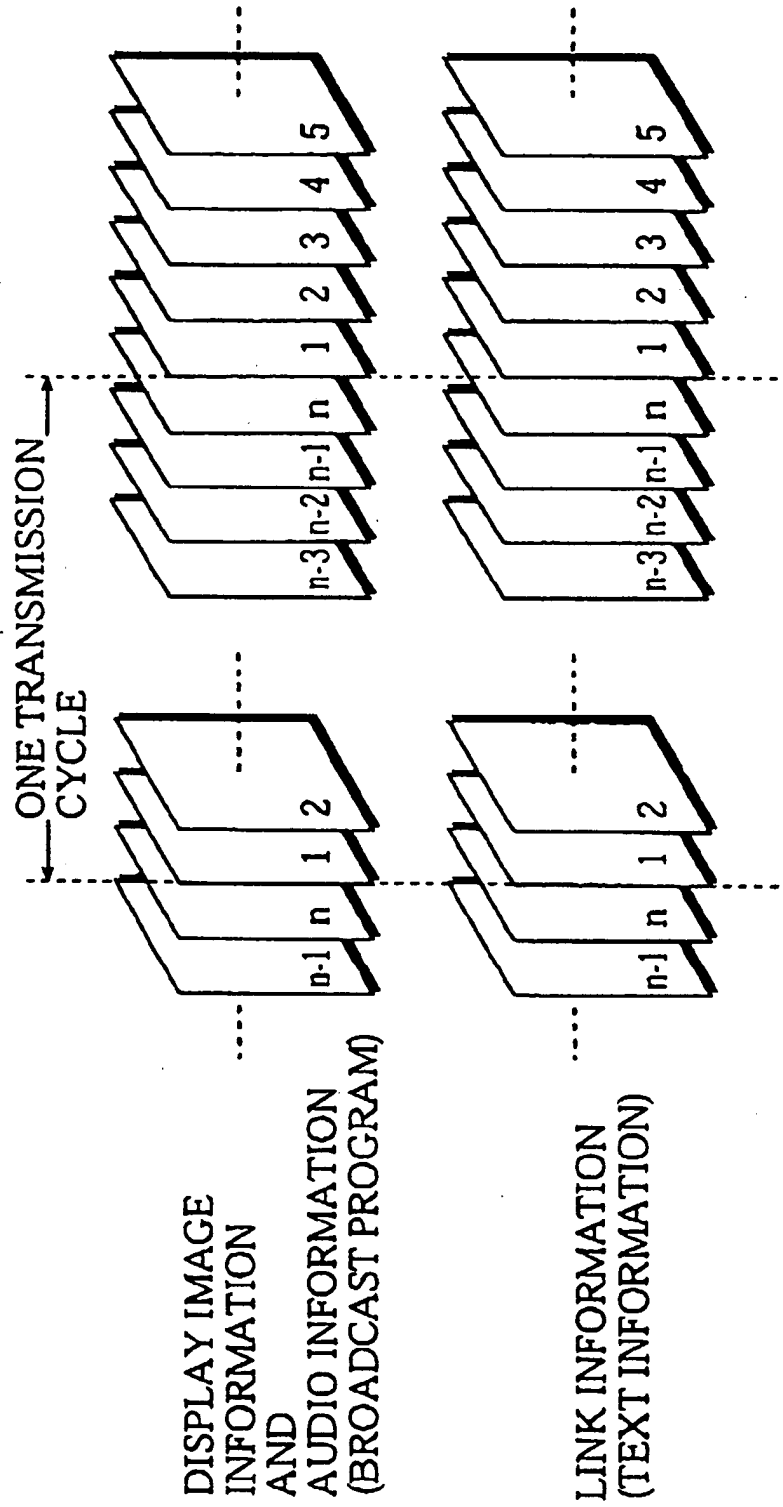 ONE TRANSMISSION
CYCLE
DISPLAY IMAGE
INFORMATION
AND
AUDIO INFORMATION
(BROADCAST PROGRAM)
n-1 n 1 2 n-3 n-2 n-1 n 1 2 3 4 5
LINK INFORMATION
(TEXT INFORMATION)
n-1 n 1 2 n-3 n-2 n-1 n 1 2 3 4 5